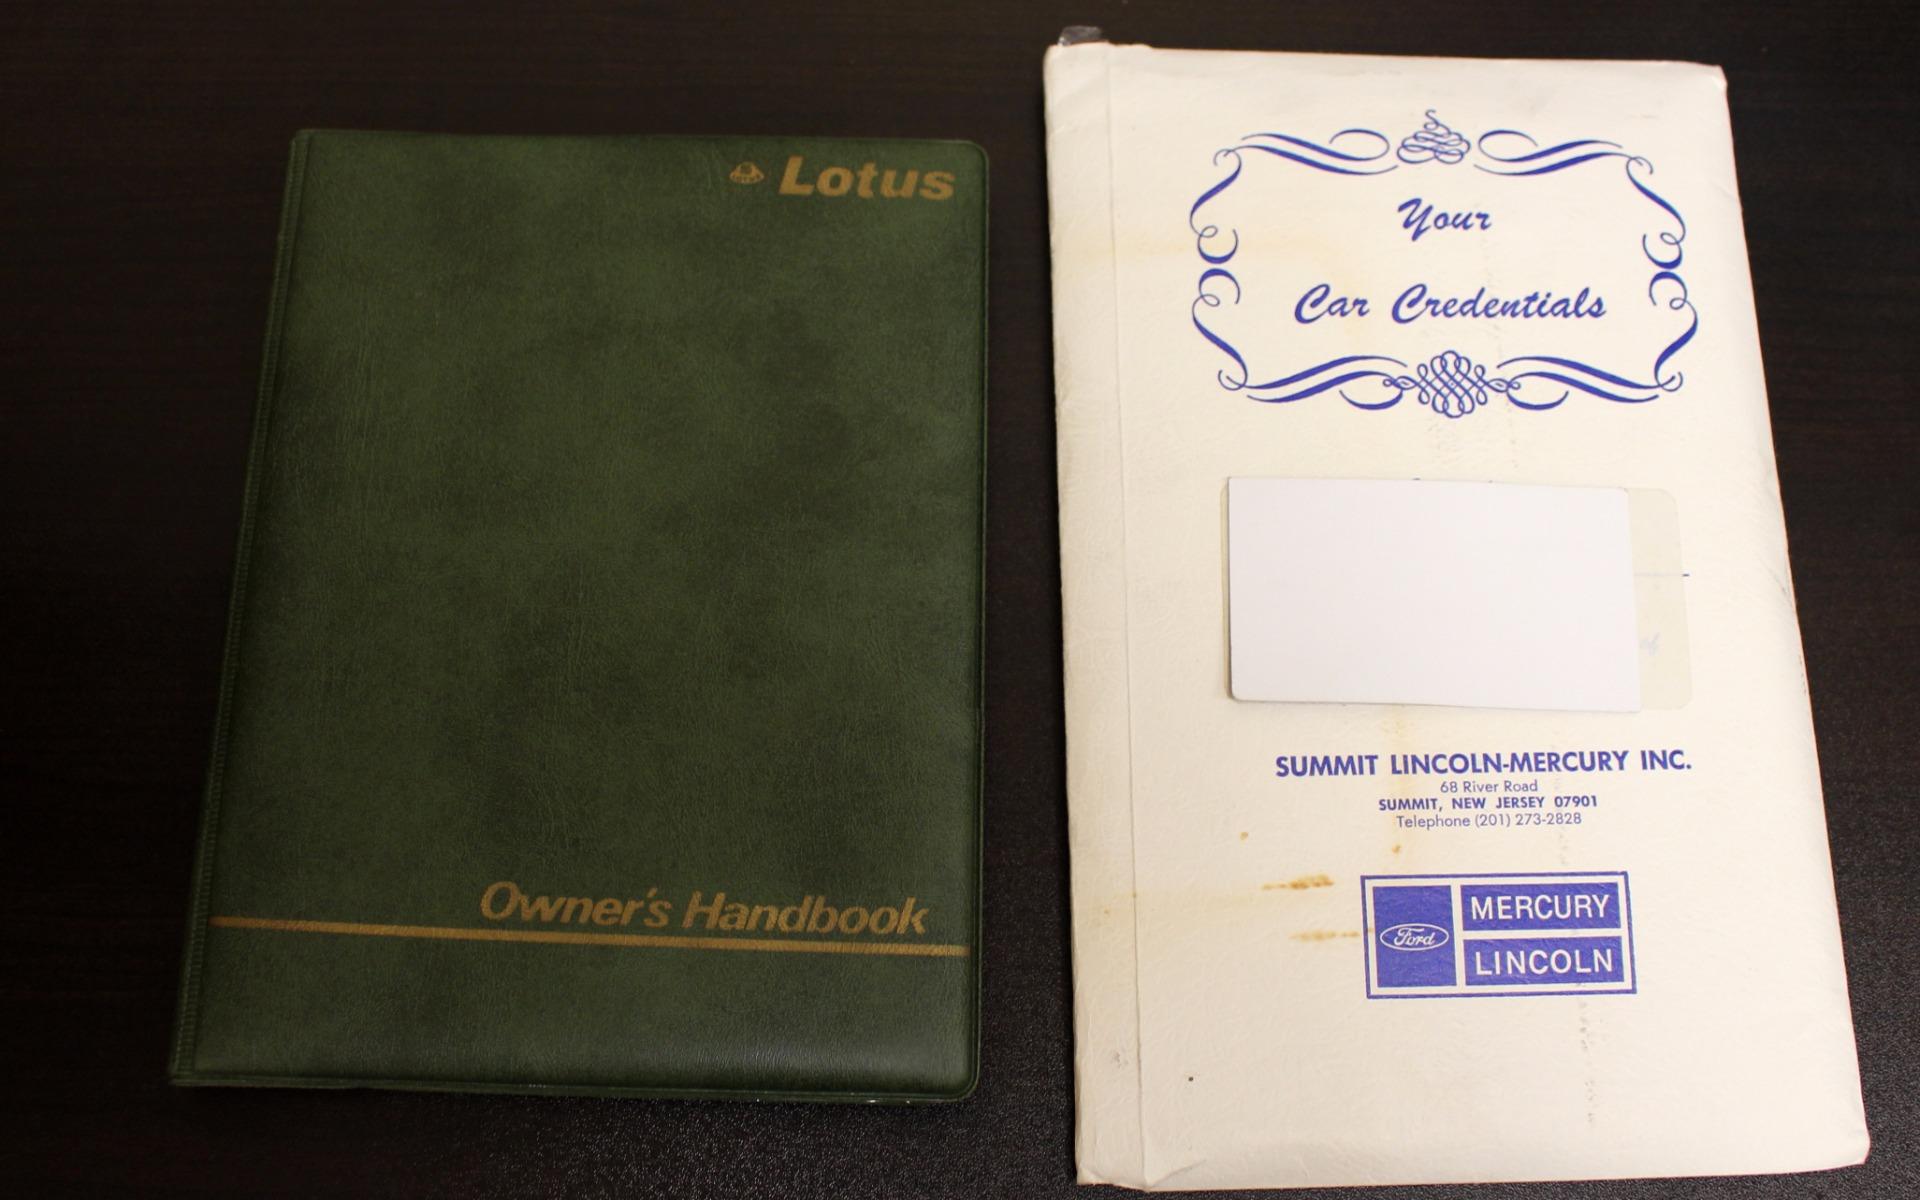 Lotus
Owner's Handbook
Your
Car Credentials
SUMMIT LINCOLN-MERCURY INC.
68 River Road
SUMMIT, NEW JERSEY 07901
Telephone (201) 273-2828
Ford
MERCURY
LINCOLN